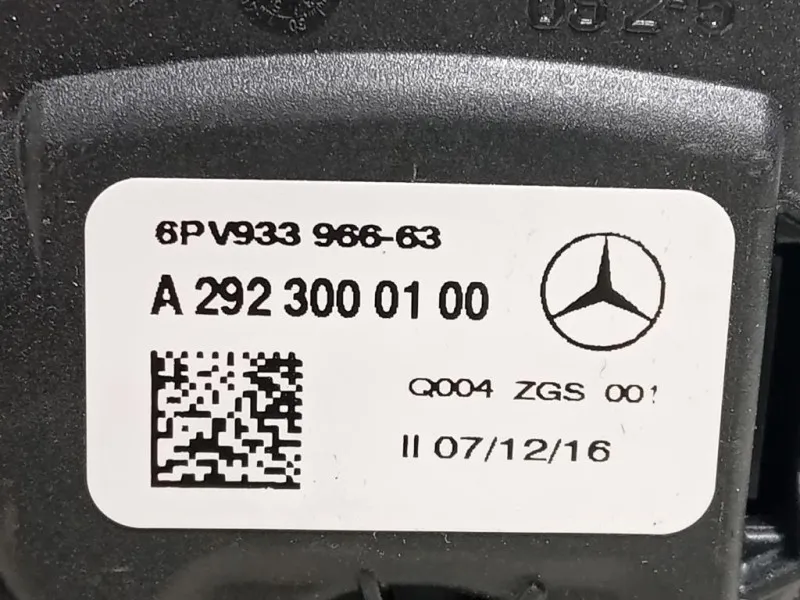 6PV933 966-63
A 292 300 01 00
Q004 ZGS 001
II 07/12/16